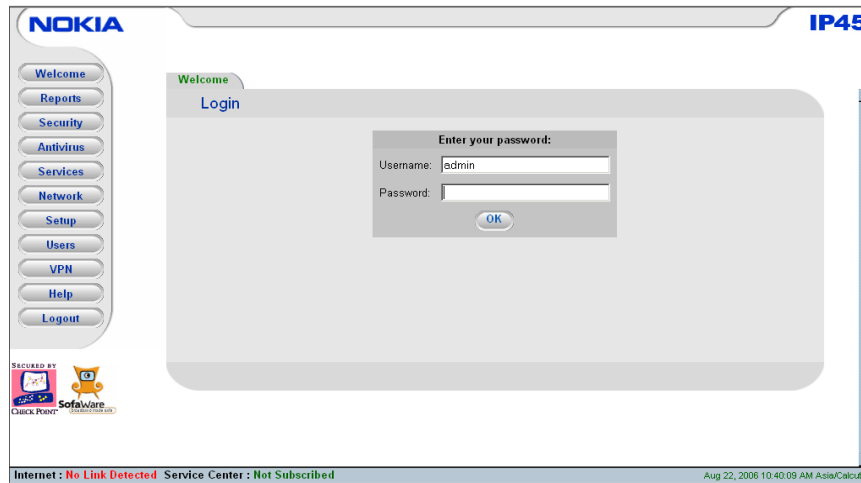 NOKIA
IP45
Welcome
Reports
Security
Antivirus
Services
Network
Setup
Users
VPN
Help
Logout
Welcome
Login
Enter your password:
Username: admin
Password:
OK
SECURED BY
CHECK POINT
SofaWare
Internet : No Link Detected Service Center : Not Subscribed
Aug 22, 2006 10:40:09 AM Asia/Calcut